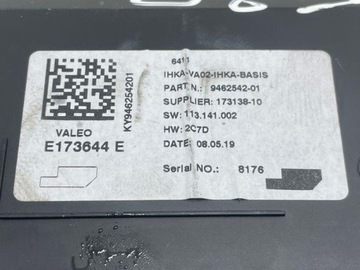 6411
IHKA-VA02-IHKA-BASIS
PART N.: 9462542-01
SUPPLIER: 173138-10
SW: 113.141.002
HW: 2C7D
DATE: 08.05.19
Serial NO.: 8176
KY946254201
VALEO
E173644 E